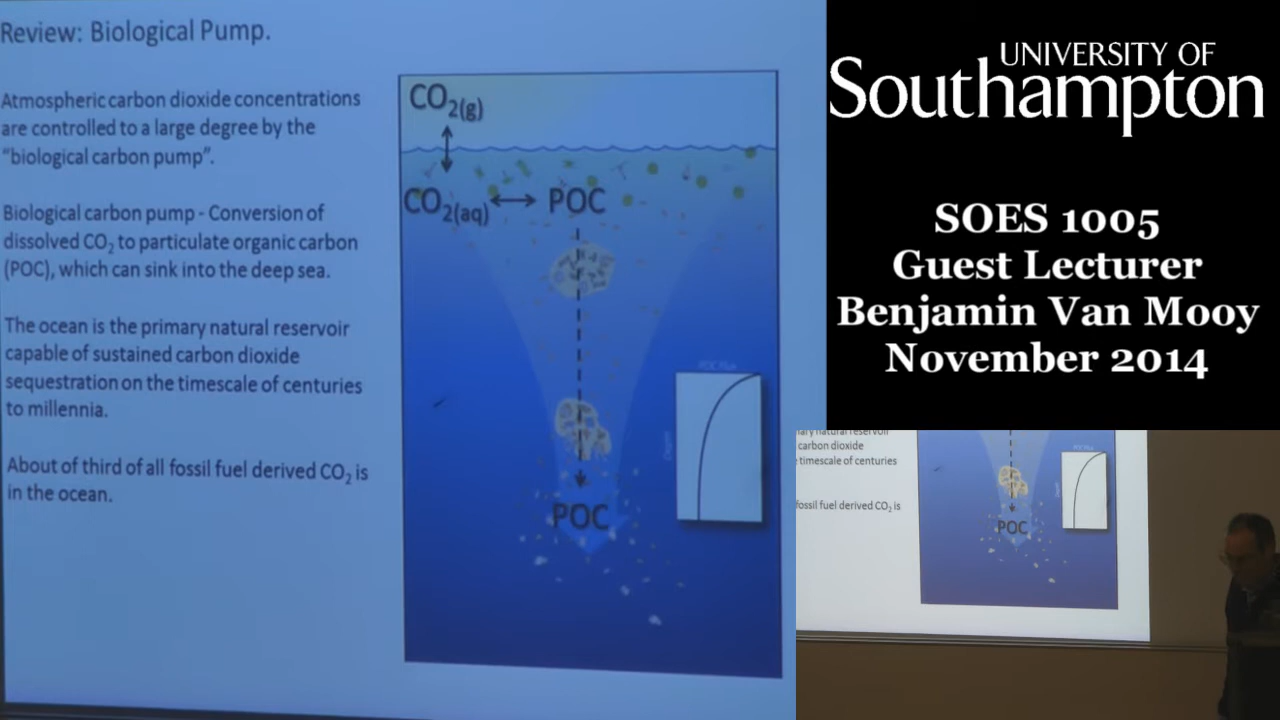 Review: Biological Pump.
Atmospheric carbon dioxide concentrations
are controlled to a large degree by the
"biological carbon pump".
Biological carbon pump - Conversion of
dissolved CO₂ to particulate organic carbon
(POC), which can sink into the deep sea.
The ocean is the primary natural reservoir
capable of sustained carbon dioxide
sequestration on the timescale of centuries
to millennia.
About of third of all fossil fuel derived CO₂ is
in the ocean.
CO₂(g)
CO₂(aq)
POC
POC
POC flux
Depth
UNIVERSITY OF
Southampton
SOES 1005
Guest Lecturer
Benjamin Van Mooy
November 2014
natural reservoir
carbon dioxide
timescale of centuries
fossil fuel derived CO₂ is
POC